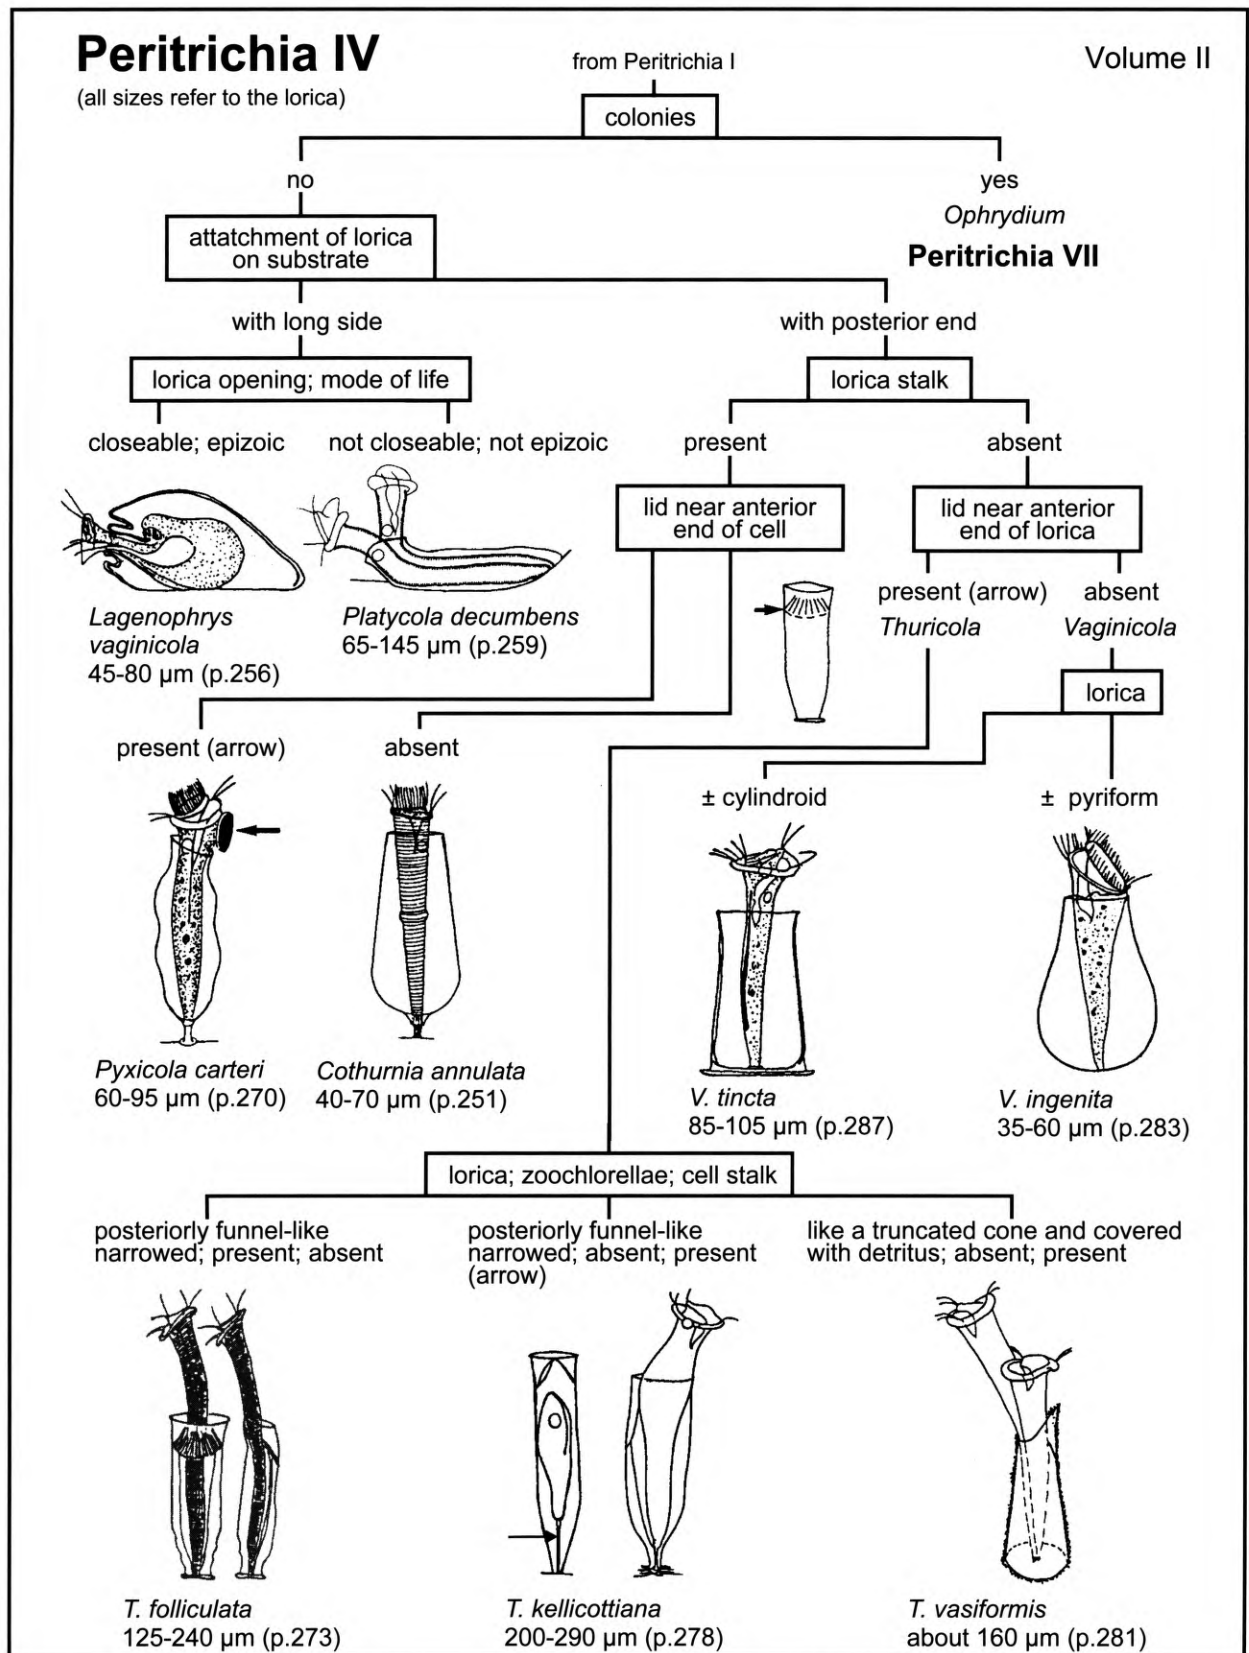 Peritrichia IV
(all sizes refer to the lorica)
from Peritrichia I
Volume II
colonies
no
yes
Ophrydium
Peritrichia VII
attatchment of lorica
on substrate
with long side
with posterior end
lorica opening; mode of life
lorica stalk
closeable; epizoic
not closeable; not epizoic
present
absent
lid near anterior
end of cell
lid near anterior
end of lorica
Lagenophrys
vaginicola
45-80 µm (p.256)
Platycola decumbens
65-145 µm (p.259)
present (arrow)
Thuricola
absent
Vaginicola
lorica
present (arrow)
absent
± cylindroid
± pyriform
Pyxicola carteri
60-95 µm (p.270)
Cothurnia annulata
40-70 µm (p.251)
V. tincta
85-105 µm (p.287)
V. ingenita
35-60 µm (p.283)
lorica; zoochlorellae; cell stalk
posteriorly funnel-like
narrowed; present; absent
posteriorly funnel-like
narrowed; absent; present
(arrow)
like a truncated cone and covered
with detritus; absent; present
T. folliculata
125-240 µm (p.273)
T. kellicottiana
200-290 µm (p.278)
T. vasiformis
about 160 µm (p.281)